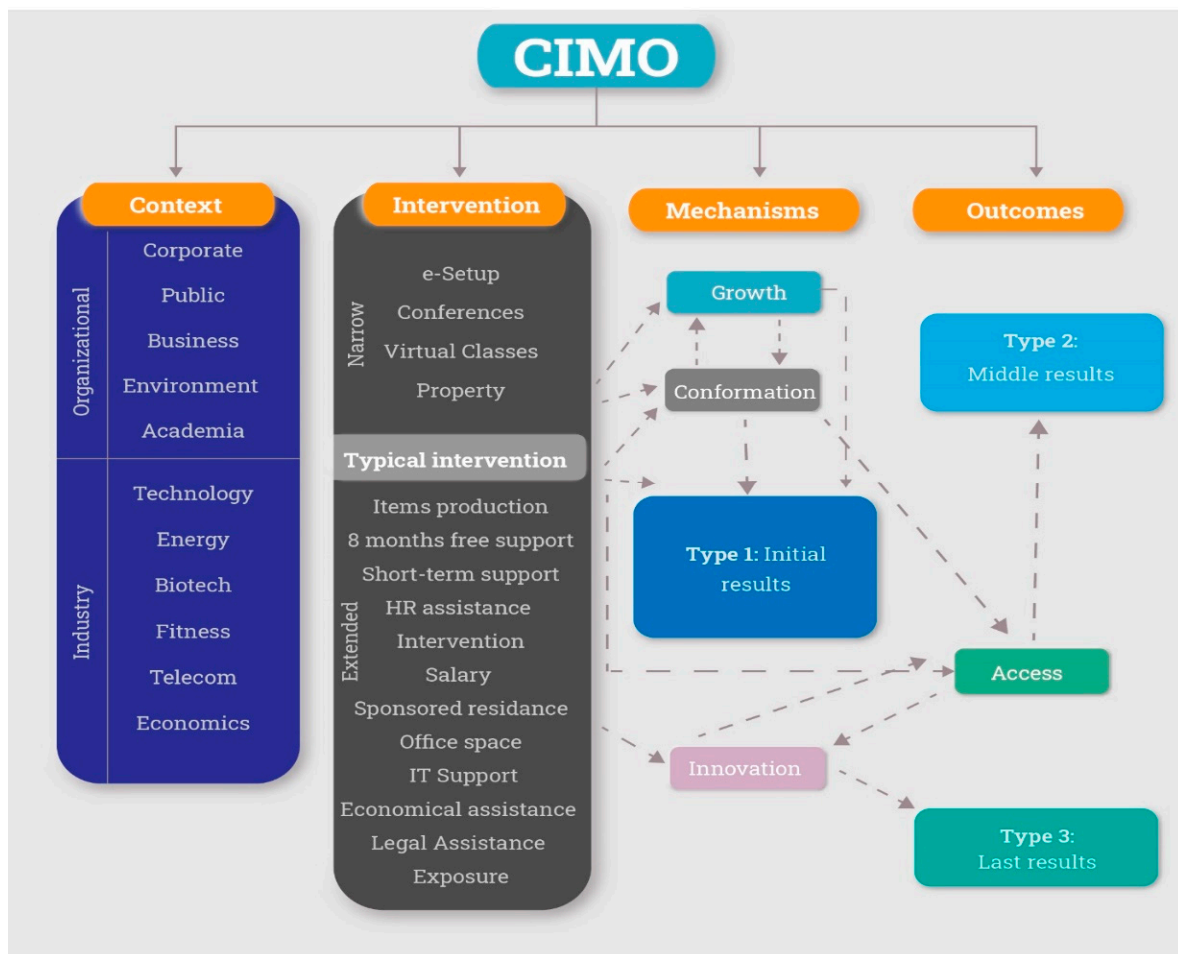 CIMO
Context
Organizational
Corporate
Public
Business
Environment
Academia
Industry
Technology
Energy
Biotech
Fitness
Telecom
Economics
Intervention
Narrow
e-Setup
Conferences
Virtual Classes
Property
Typical intervention
Extended
Items production
8 months free support
Short-term support
HR assistance
Intervention
Salary
Sponsored residance
Office space
IT Support
Economical assistance
Legal Assistance
Exposure
Mechanisms
Growth
Conformation
Type 1: Initial
results
Innovation
Outcomes
Type 2:
Middle results
Access
Type 3:
Last results